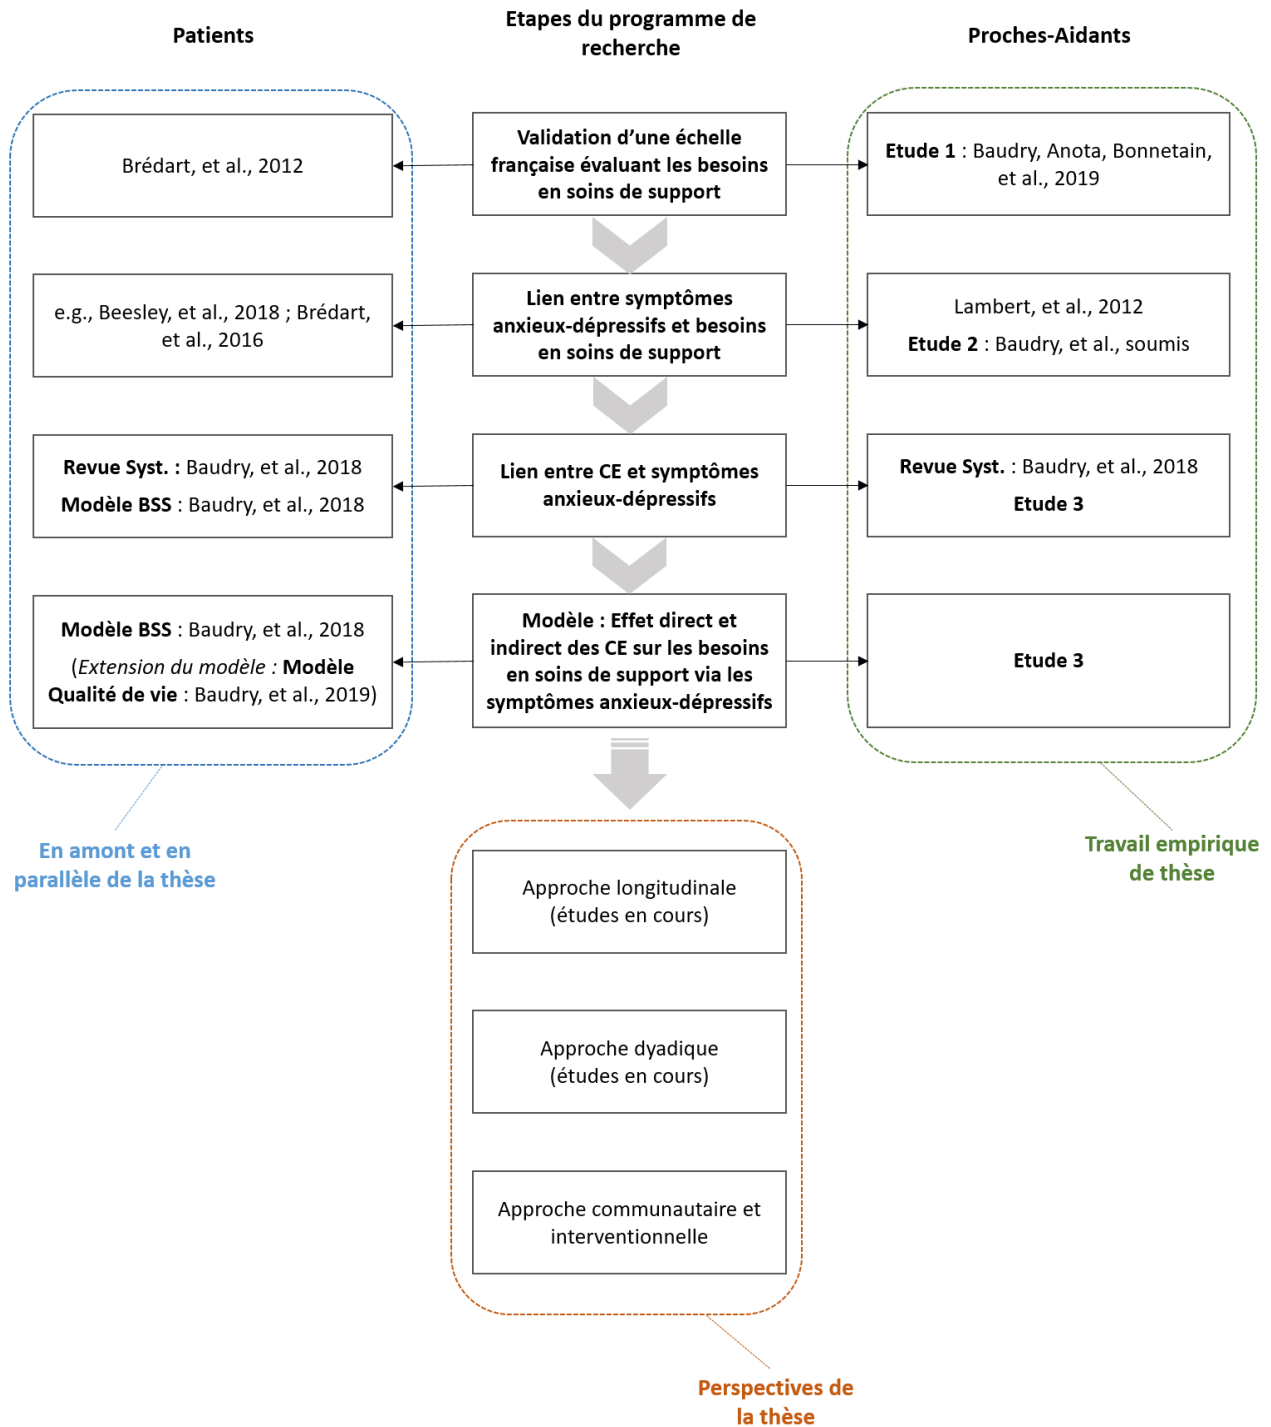 Patients
Etapes du programme de
recherche
Proches-Aidants
Brédart, et al., 2012
Validation d’une échelle
française évaluant les besoins
en soins de support
Etude 1 : Baudry, Anota, Bonnetain,
et al., 2019
e.g., Beesley, et al., 2018 ; Brédart,
et al., 2016
Lien entre symptômes
anxieux-dépressifs et besoins
en soins de support
Lambert, et al., 2012
Etude 2 : Baudry, et al., soumis
Revue Syst. : Baudry, et al., 2018
Modèle BSS : Baudry, et al., 2018
Lien entre CE et symptômes
anxieux-dépressifs
Revue Syst. : Baudry, et al., 2018
Etude 3
Modèle BSS : Baudry, et al., 2018
(Extension du modèle : Modèle
Qualité de vie : Baudry, et al., 2019)
Modèle : Effet direct et
indirect des CE sur les besoins
en soins de support via les
symptômes anxieux-dépressifs
Etude 3
En amont et en
parallèle de la thèse
Travail empirique
de thèse
Approche longitudinale
(études en cours)
Approche dyadique
(études en cours)
Approche communautaire et
interventionnelle
Perspectives de
la thèse